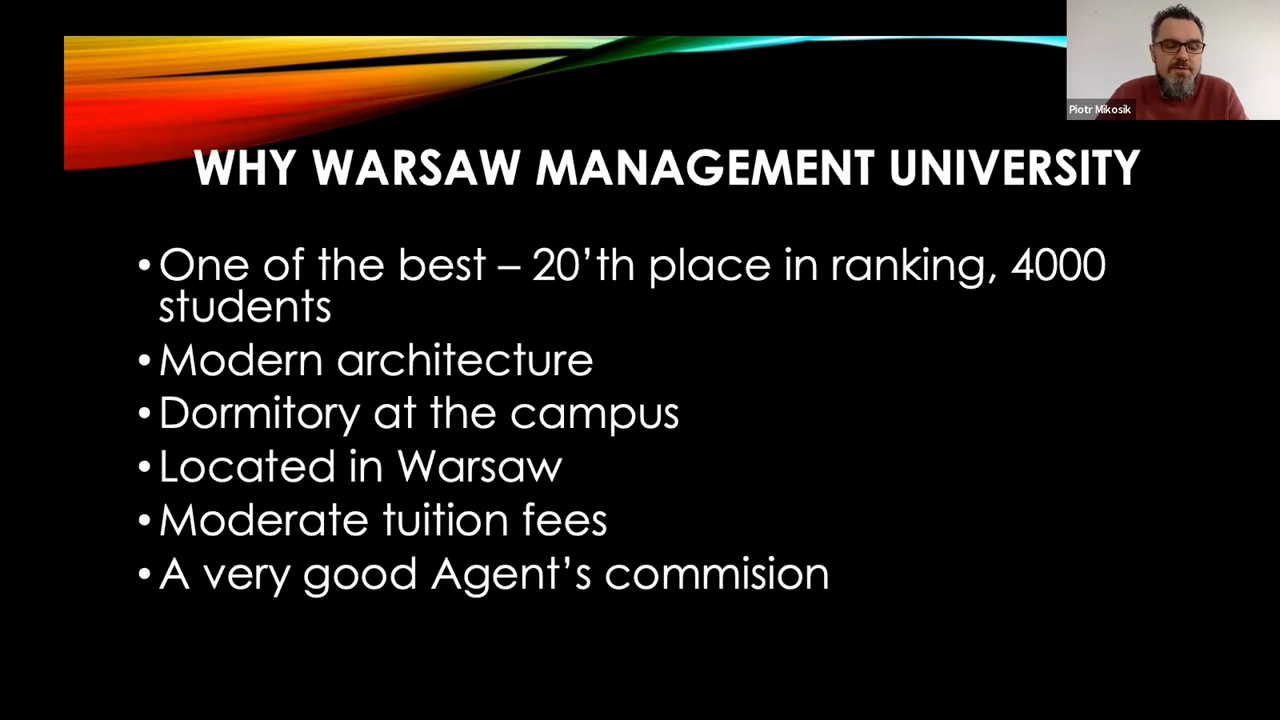 Piotr Mikosik
WHY WARSAW MANAGEMENT UNIVERSITY
•One of the best – 20’th place in ranking, 4000
students
•Modern architecture
•Dormitory at the campus
•Located in Warsaw
•Moderate tuition fees
•A very good Agent’s commision